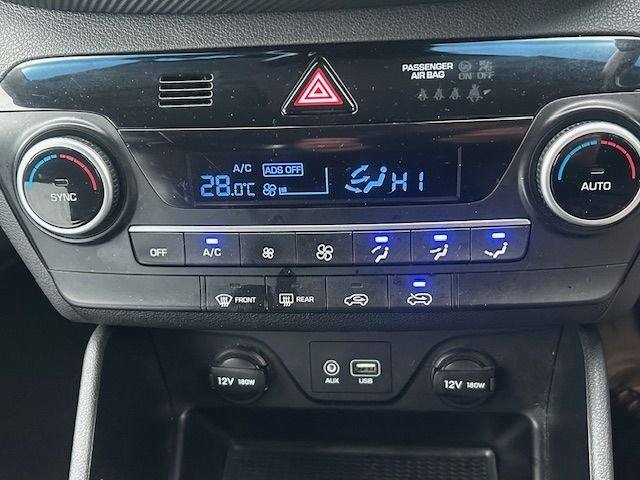 PASSENGER
AIR BAG
ON OFF
A/C ADS OFF
28.0°C HI
SYNC
AUTO
OFF A/C
FRONT REAR
12V 180W
AUX USB
12V 180W